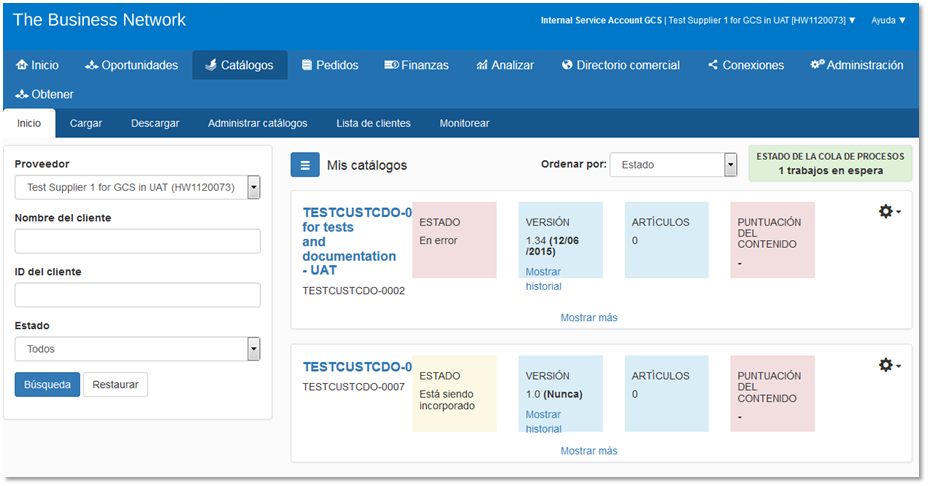 The Business Network
Internal Service Account GCS | Test Supplier 1 for GCS in UAT [HW1120073] ▼ Ayuda ▼
Inicio Oportunidades Catálogos Pedidos Finanzas Analizar Directorio comercial Conexiones Administración
Obtener
Inicio Cargar Descargar Administrar catálogos Lista de clientes Monitorear
Proveedor
Test Supplier 1 for GCS in UAT (HW1120073)
Nombre del cliente
ID del cliente
Estado
Todos
Búsqueda Restaurar
Mis catálogos
Ordenar por: Estado
ESTADO DE LA COLA DE PROCESOS
1 trabajos en espera
TESTCUSTCDO-0
for tests
and
documentation
- UAT
TESTCUSTCDO-0002
ESTADO
En error
VERSIÓN
1.34 (12/06
/2015)
Mostrar
historial
ARTÌCULOS
0
PUNTUACIÓN
DEL
CONTENIDO
-
Mostrar más
TESTCUSTCDO-0
TESTCUSTCDO-0007
ESTADO
Está siendo
incorporado
VERSIÓN
1.0 (Nunca)
Mostrar
historial
ARTÌCULOS
0
PUNTUACIÓN
DEL
CONTENIDO
-
Mostrar más